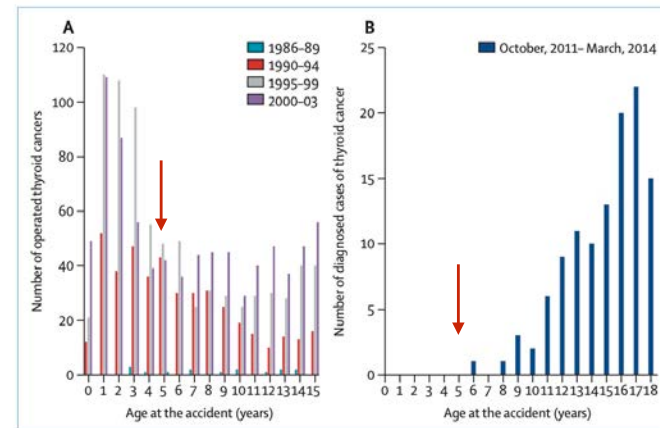 A
120
100
80
60
40
20
0
Number of operated thyroid cancers
1986–89
1990–94
1995–99
2000–03
0 1 2 3 4 5 6 7 8 9 10 11 12 13 14 15
Age at the accident (years)
B
25
20
15
10
5
0
Number of diagnosed cases of thyroid cancer
October, 2011– March, 2014
0 1 2 3 4 5 6 7 8 9 10 11 12 13 14 15 16 17 18
Age at the accident (years)